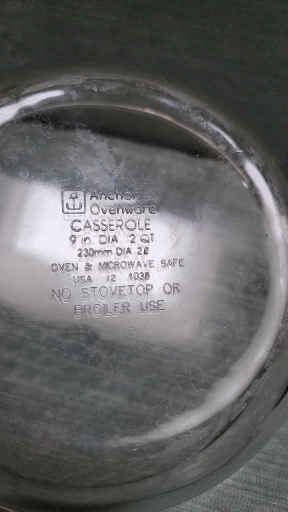 Anchor
Ovenware
CASSEROLE
9 in. DIA 2 QT
230mm DIA 2ℓ
OVEN & MICROWAVE SAFE
USA 12 1038
NO STOVETOP OR
BROILER USE